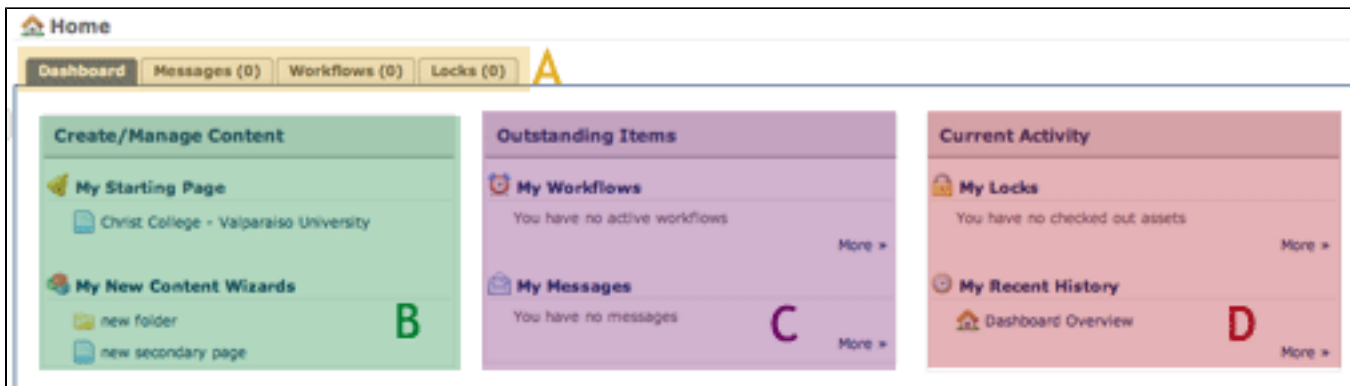 Home
Dashboard Messages (0) Workflows (0) Locks (0) A
Create/Manage Content
My Starting Page
Christ College - Valparaiso University
My New Content Wizards
new folder
new secondary page
B
Outstanding Items
My Workflows
You have no active workflows
More »
My Messages
You have no messages
More »
C
Current Activity
My Locks
You have no checked out assets
More »
My Recent History
Dashboard Overview
More »
D